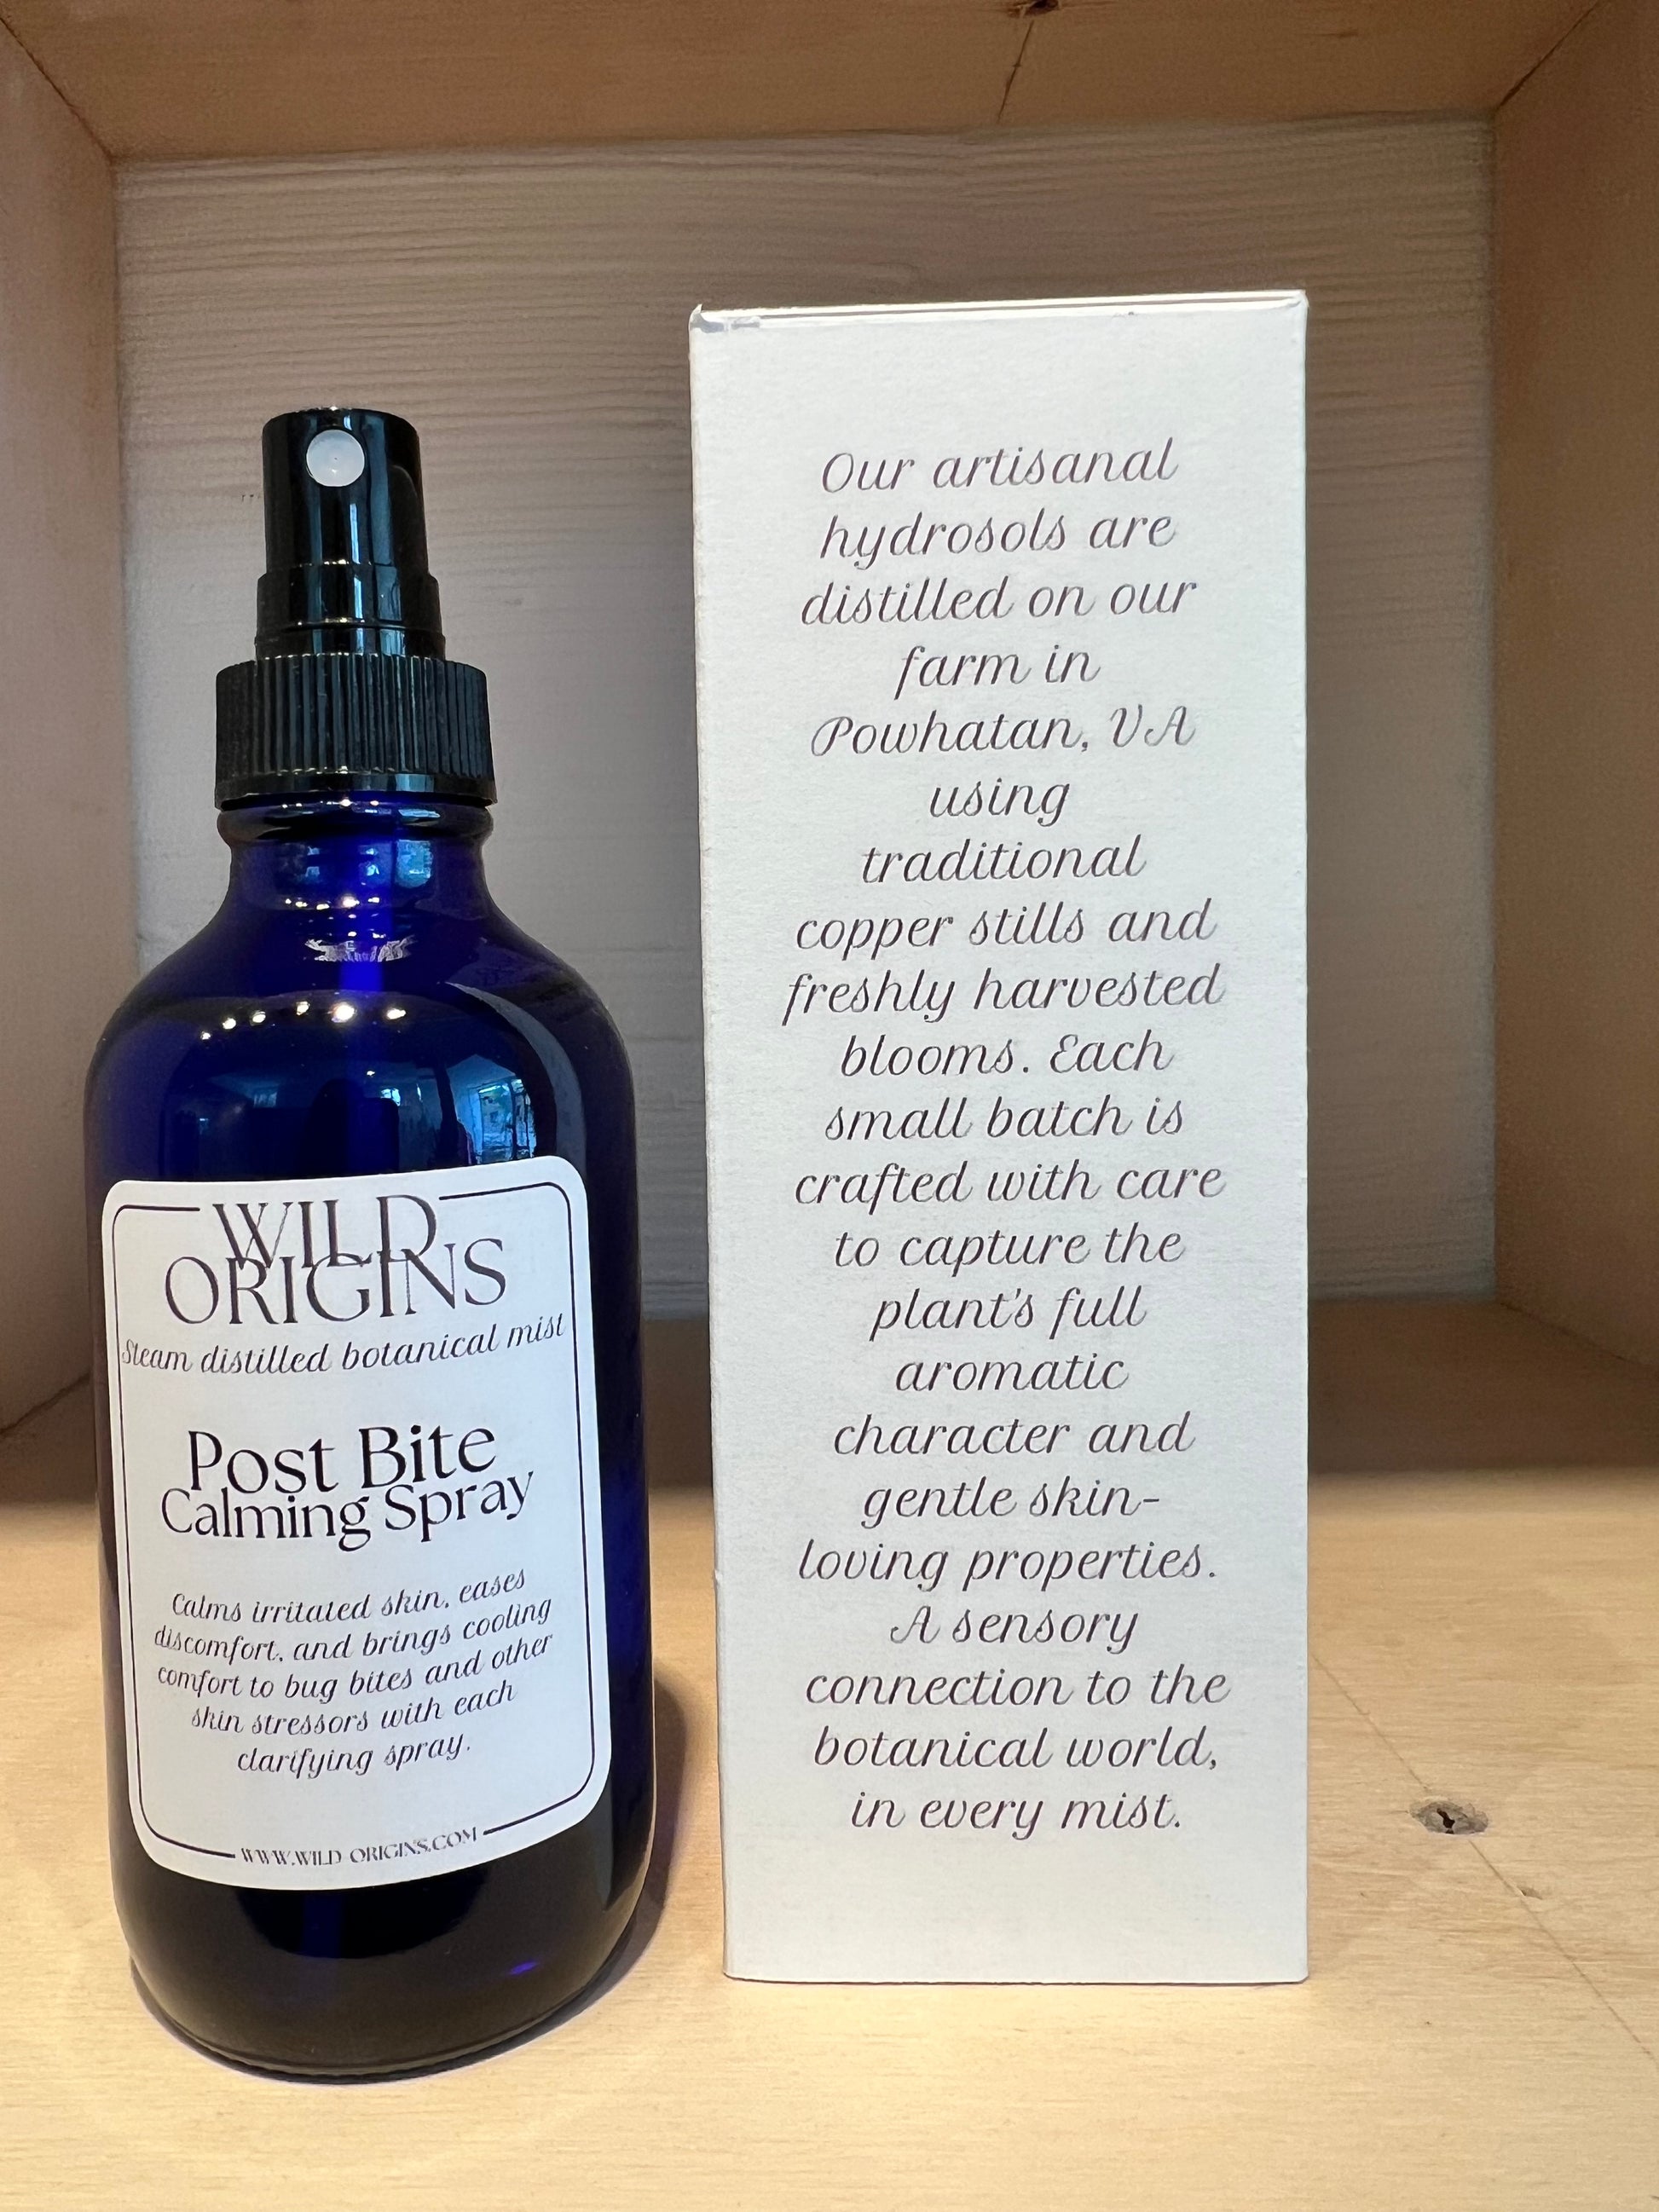 WILD
ORIGINS
Steam distilled botanical mist
Post Bite
Calming Spray
Calms irritated skin, eases
discomfort, and brings cooling
comfort to bug bites and other
skin stressors with each
clarifying spray.
WWW.WILD-ORIGINS.COM
Our artisanal
hydrosols are
distilled on our
farm in
Powhatan, VA
using
traditional
copper stills and
freshly harvested
blooms. Each
small batch is
crafted with care
to capture the
plant's full
aromatic
character and
gentle skin-
loving properties.
A sensory
connection to the
botanical world,
in every mist.